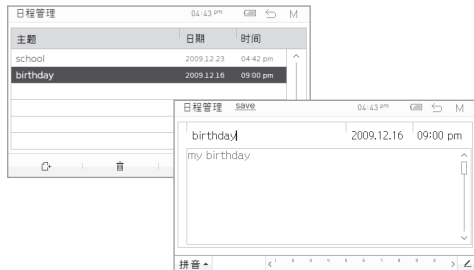 日程管理 04:43 pm M
主题 日期 时间
school 2009.12.23 04:42 pm
birthday 2009.12.16 09:00 pm
日程管理 save 04:43 pm M
birthday 2009.12.16 09:00 pm
my birthday
拼音